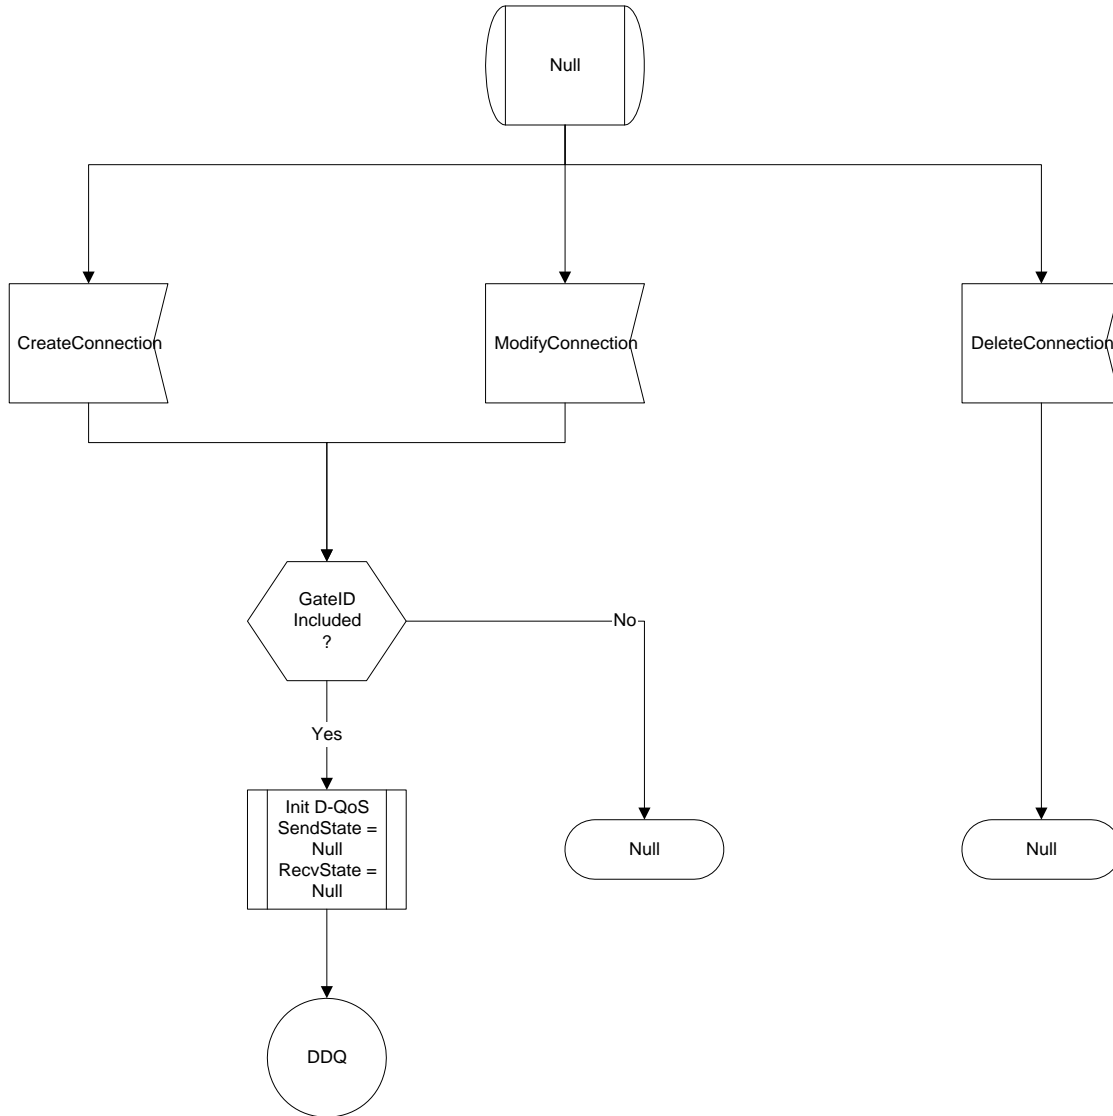 Null
CreateConnection
ModifyConnection
DeleteConnection
GateID
Included
?
No
Yes
Init D-QoS
SendState =
Null
RecvState =
Null
Null
Null
DDQ